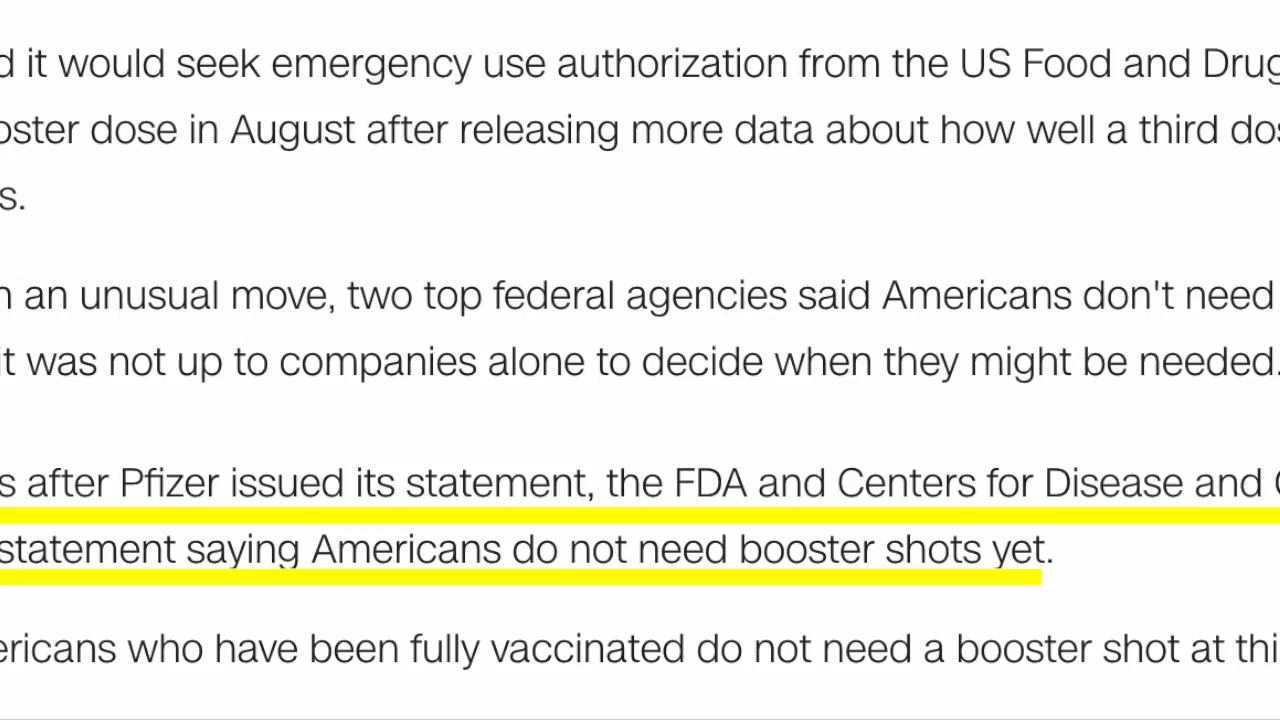 it would seek emergency use authorization from the US Food and Drug
dose in August after releasing more data about how well a third
s.
an unusual move, two top federal agencies said Americans don't need
it was not up to companies alone to decide when they might be needed.
s after Pfizer issued its statement, the FDA and Centers for Disease and
statement saying Americans do not need booster shots yet.
ericans who have been fully vaccinated do not need a booster shot at thi